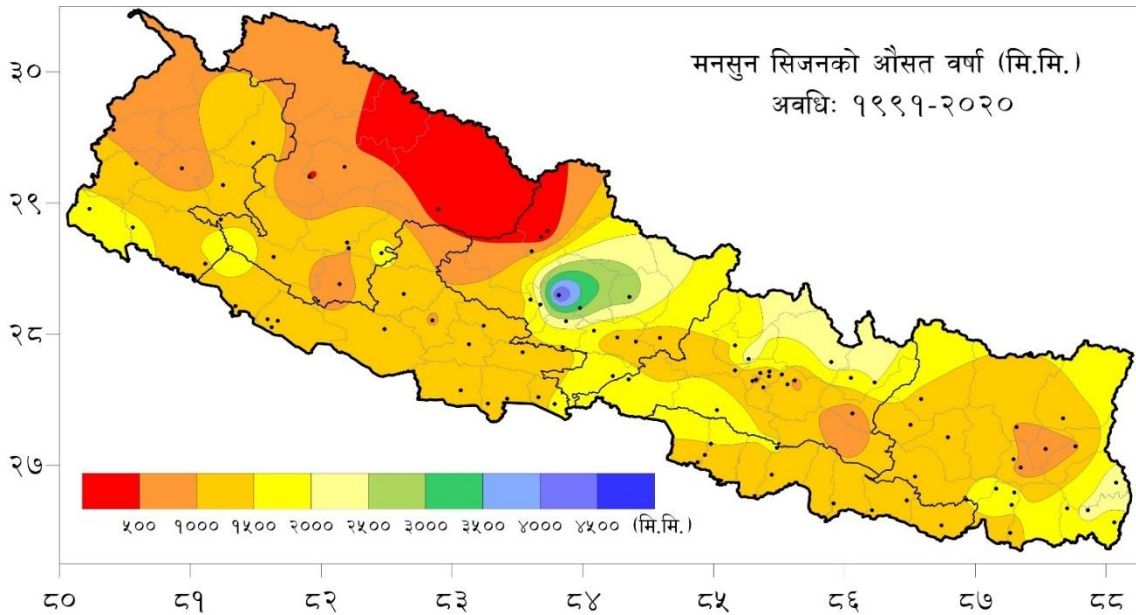 मनसुन सिजनको औसत वर्षा (मि.मि.)
अवधिः १९९१-२०२०
३०
२९
२८
२७
५०० १००० १५०० २००० २५०० ३००० ३५०० ४००० ४५०० (मि.मि.)
८० ८१ ८२ ८३ ८४ ८५ ८६ ८७ ८८